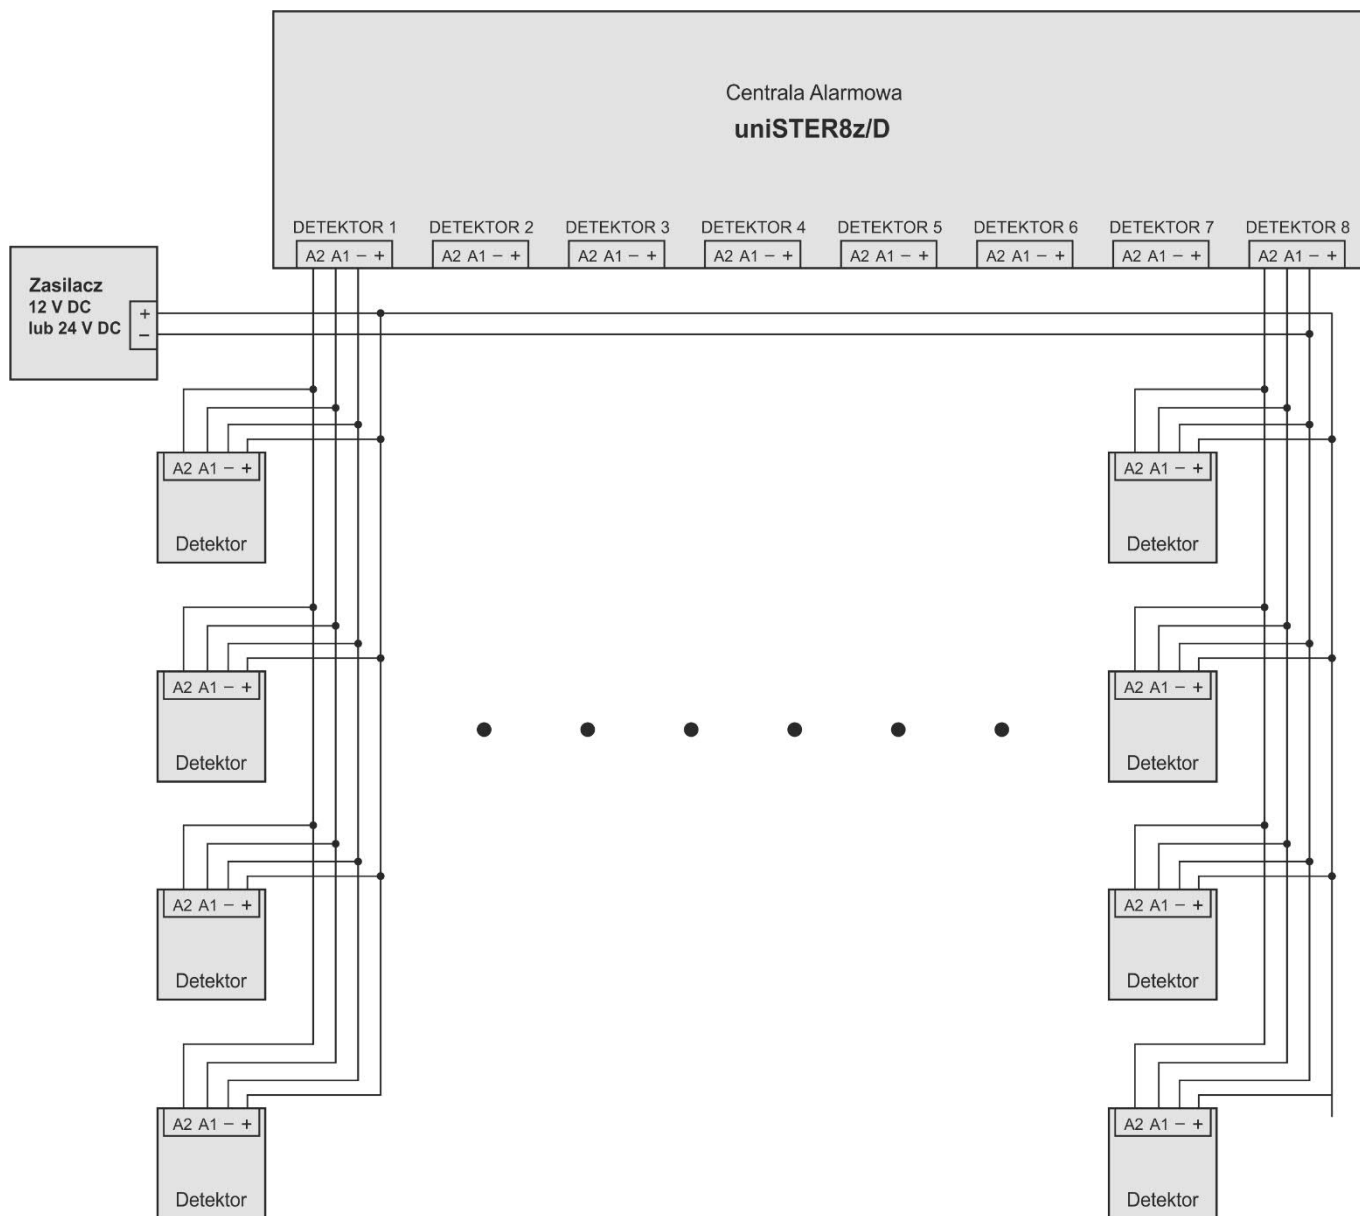 Centrala Alarmowa
uniSTER8z/D
DETEKTOR 1 DETEKTOR 2 DETEKTOR 3 DETEKTOR 4 DETEKTOR 5 DETEKTOR 6 DETEKTOR 7 DETEKTOR 8
A2 A1 − + A2 A1 − + A2 A1 − + A2 A1 − + A2 A1 − + A2 A1 − + A2 A1 − + A2 A1 − +
Zasilacz
12 V DC
lub 24 V DC
+
−
A2 A1 − +
Detektor
A2 A1 − +
Detektor
A2 A1 − +
Detektor
A2 A1 − +
Detektor
A2 A1 − +
Detektor
A2 A1 − +
Detektor
A2 A1 − +
Detektor
A2 A1 − +
Detektor